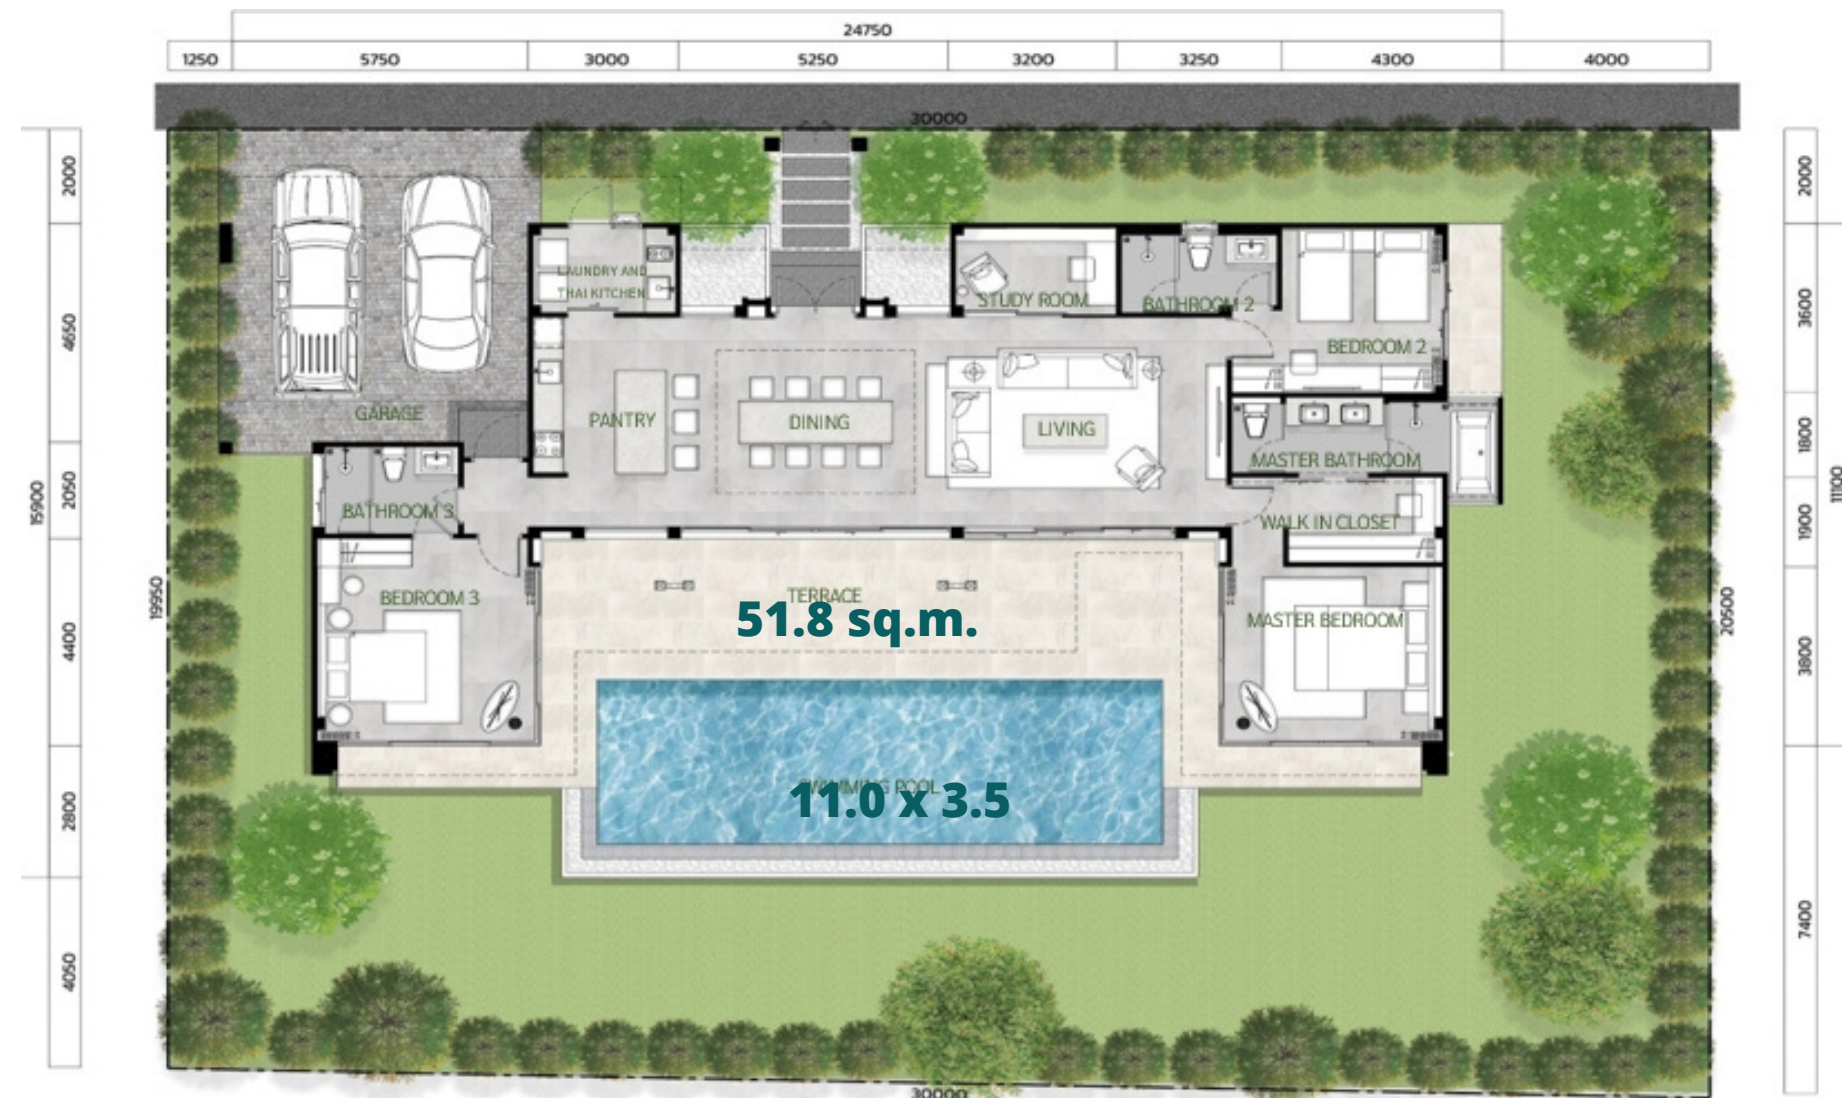 24750
1250 5750 3000 5250 3200 3250 4300 4000
30000
2000
4650
2050
4400
2800
4050
15900
19950
2000
3600
1800
1900
3800
7400
11100
20500
LAUNDRY AND
THAI KITCHEN
STUDY ROOM
BATHROOM 2
BEDROOM 2
GARAGE
PANTRY
DINING
LIVING
MASTER BATHROOM
BATHROOM 3
WALK IN CLOSET
BEDROOM 3
TERRACE
51.8 sq.m.
MASTER BEDROOM
SWIMMING POOL
11.0 x 3.5
30000